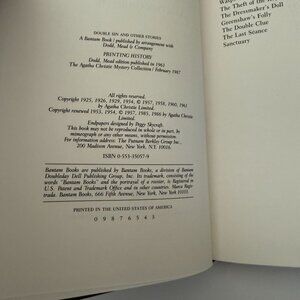 DOUBLE SIN AND OTHER STORIES
A Bantam Book / published by arrangement with
Dodd, Mead & Company
PRINTING HISTORY
Dodd, Mead edition published in 1961
The Agatha Christie Mystery Collection / February 1987
All rights reserved.
Copyright 1925, 1926, 1929, 1954, © 1957, 1958, 1960, 1961
by Agatha Christie Limited.
Copyright renewed 1953, 1954, © 1957, 1985, 1986 by Agatha Christie
Limited.
Endpapers designed by Peggy Skycraft.
This book may not be reproduced in whole or in part, by
mimeograph or any other means, without permission.
For information address: The Putnam Berkley Group Inc.,
200 Madison Avenue, New York, N.Y. 10016.
ISBN 0-553-35057-9
Bantam Books are published by Bantam Books, a division of Bantam
Doubleday Dell Publishing Group, Inc. Its trademark, consisting of the
words "Bantam Books" and the portrayal of a rooster, is Registered in
U.S. Patent and Trademark Office and in other countries. Marca Regis-
trada. Bantam Books, 666 Fifth Avenue, New York, New York 10103.
PRINTED IN THE UNITED STATES OF AMERICA
0 9 8 7 6 5 4 3
The Theft of the
The Dressmaker's Doll
Greenshaw's Folly
The Double Clue
The Last Seance
Sanctuary